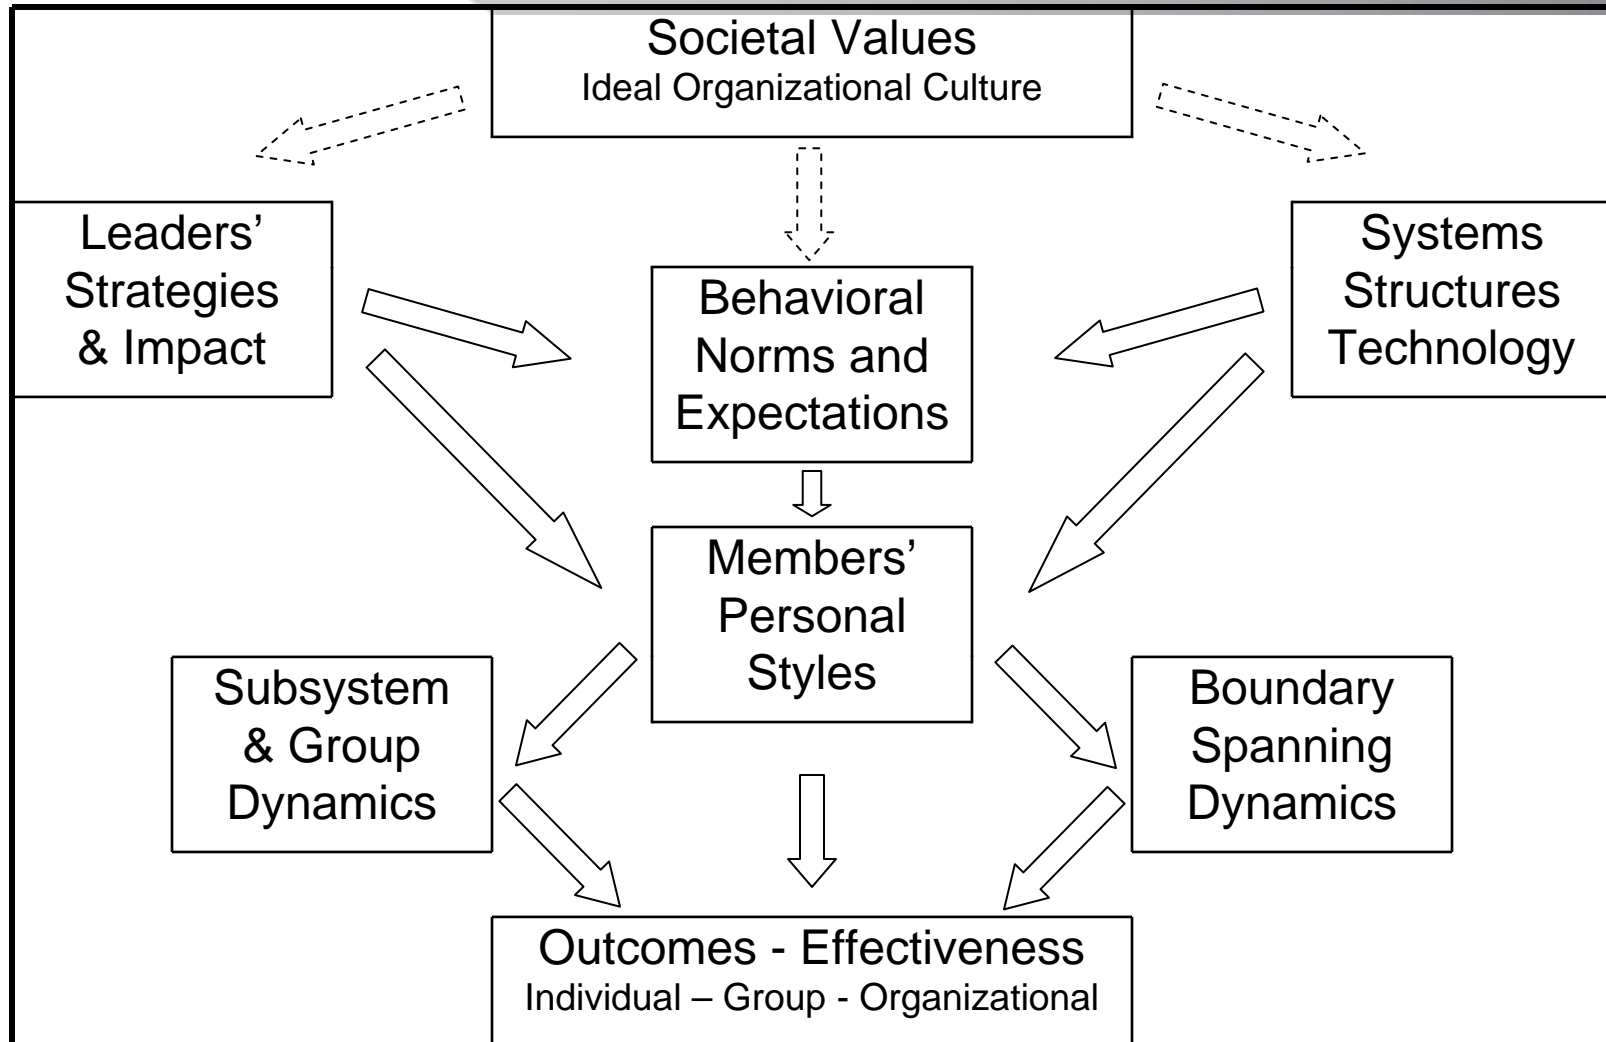 Societal Values
Ideal Organizational Culture
Leaders’
Strategies
& Impact
Behavioral
Norms and
Expectations
Systems
Structures
Technology
Members’
Personal
Styles
Subsystem
& Group
Dynamics
Boundary
Spanning
Dynamics
Outcomes - Effectiveness
Individual – Group - Organizational